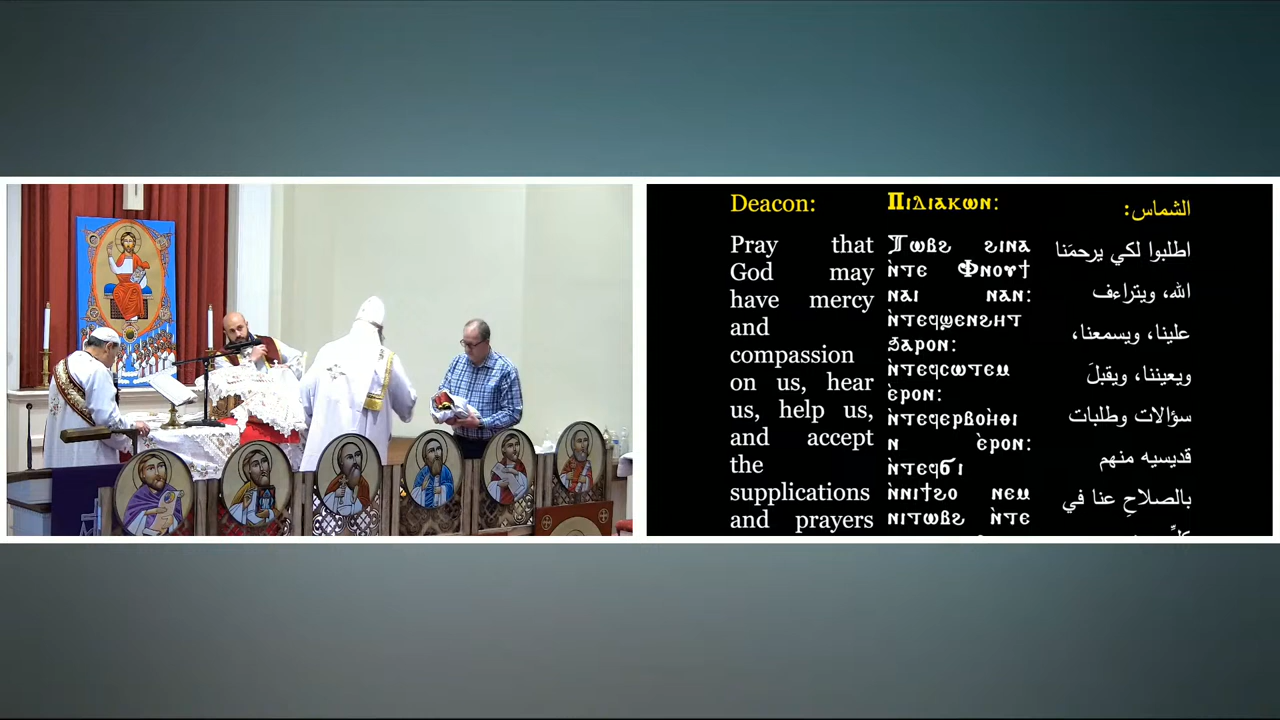 Deacon:
Pray that
God may
have mercy
and
compassion
on us, hear
us, help us,
and accept
the
supplications
and prayers
Ⲡⲓⲇⲓⲁⲕⲱⲛ:
Ⲧⲱⲃϩ ϩⲓⲛⲁ
ⲛ̀ⲧⲉ Ⲫⲛⲟⲩϯ
ⲛⲁⲓ ⲛⲁⲛ:
ⲛ̀ⲧⲉϥϣⲉⲛϩⲏⲧ
ϧⲁⲣⲟⲛ:
ⲛ̀ⲧⲉϥⲥⲱⲧⲉⲙ
ⲉ̀ⲣⲟⲛ:
ⲛ̀ⲧⲉϥⲉⲣⲃⲟⲏ̀ⲑⲓ
ⲛ ⲉ̀ⲣⲟⲛ:
ⲛ̀ⲧⲉϥϭⲓ
ⲛ̀ⲛⲓϯϩⲟ ⲛⲉⲙ
ⲛⲓⲧⲱⲃϩ ⲛ̀ⲧⲉ
الشماس:
اطلبوا لكي يرحمَنا
الله، ويتراءف
علينا، ويسمعنا،
ويعيننا، ويقبلَ
سؤالات وطلبات
قديسيه منهم
بالصلاحِ عنا في